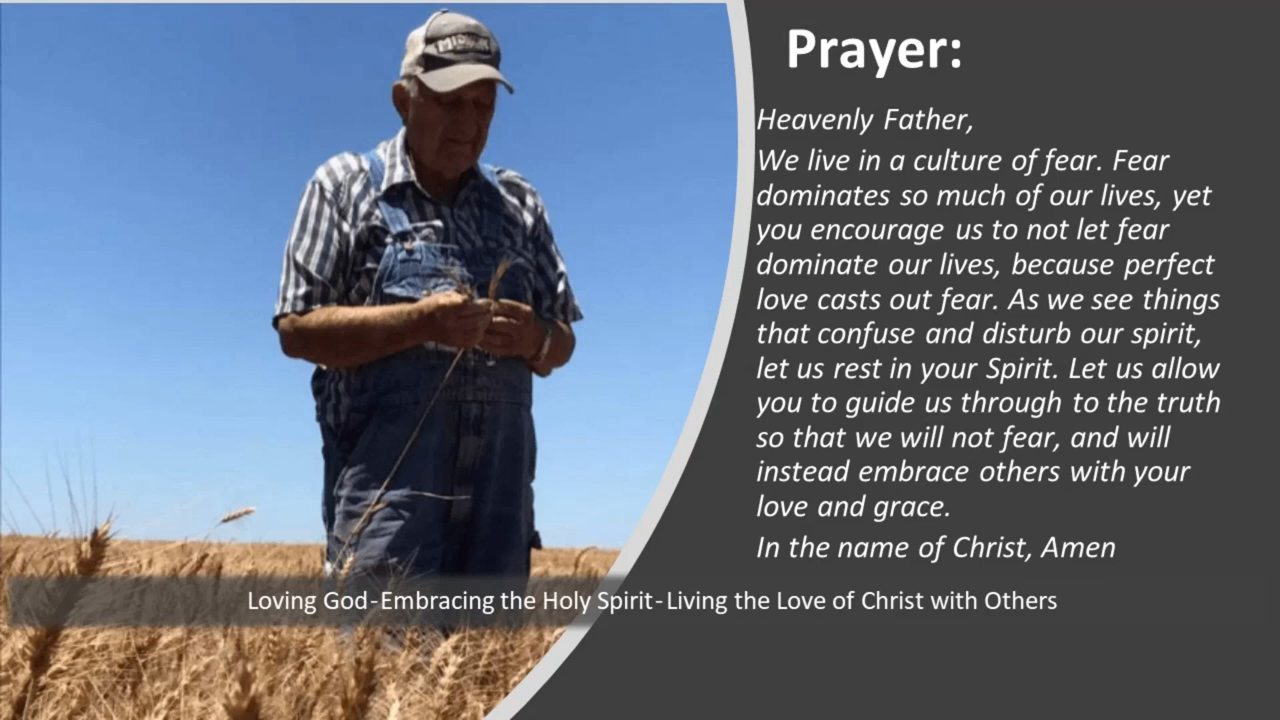 Prayer:
Heavenly Father,
We live in a culture of fear. Fear
dominates so much of our lives, yet
you encourage us to not let fear
dominate our lives, because perfect
love casts out fear. As we see things
that confuse and disturb our spirit,
let us rest in your Spirit. Let us allow
you to guide us through to the truth
so that we will not fear, and will
instead embrace others with your
love and grace.
In the name of Christ, Amen
Loving God-Embracing the Holy Spirit-Living the Love of Christ with Others